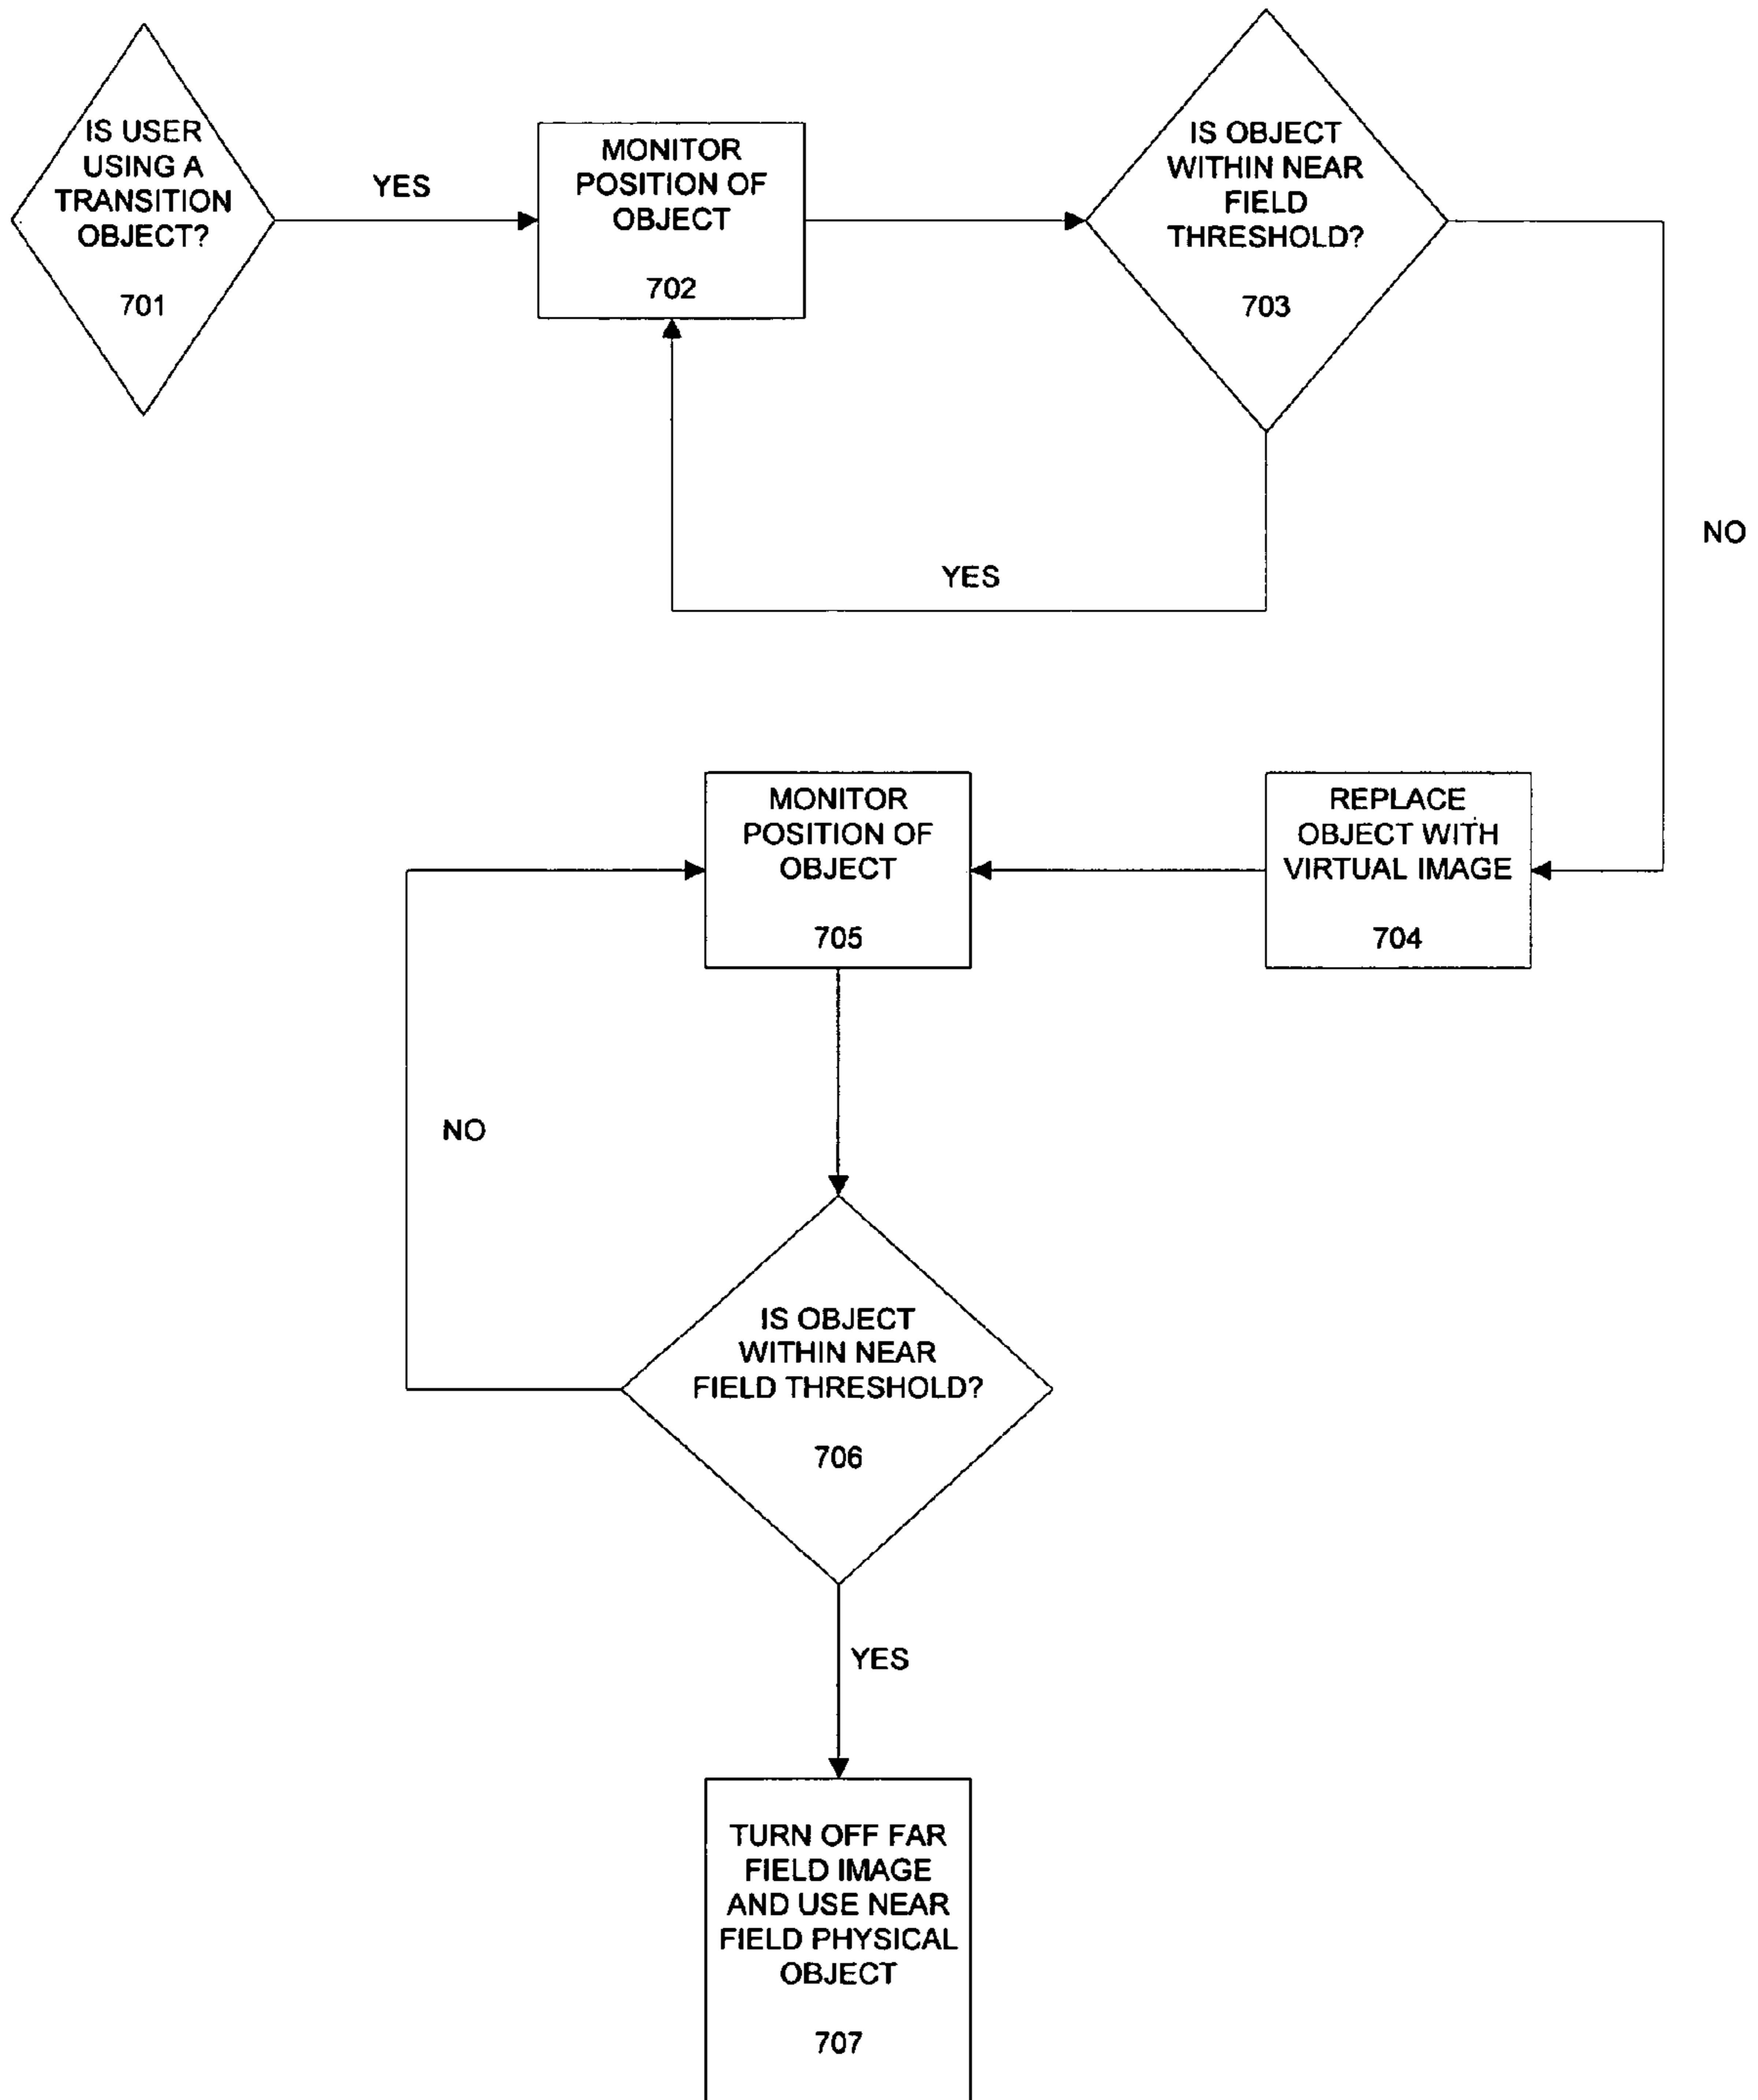 IS USER
USING A
TRANSITION
OBJECT?
701
YES
MONITOR
POSITION OF
OBJECT
702
IS OBJECT
WITHIN NEAR
FIELD
THRESHOLD?
703
NO
YES
REPLACE
OBJECT WITH
VIRTUAL IMAGE
704
MONITOR
POSITION OF
OBJECT
705
NO
IS OBJECT
WITHIN NEAR
FIELD THRESHOLD?
706
YES
TURN OFF FAR
FIELD IMAGE
AND USE NEAR
FIELD PHYSICAL
OBJECT
707